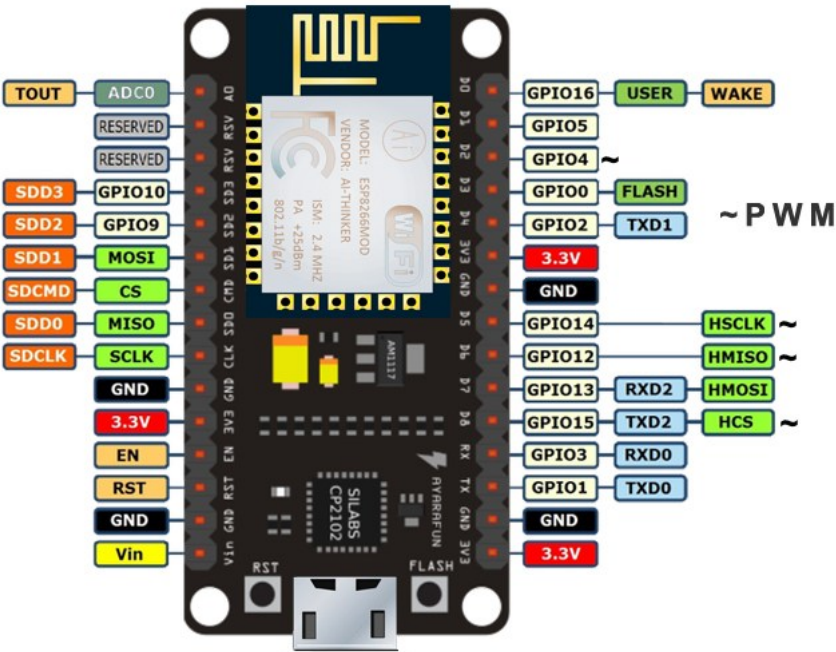 TOUT ADC0 A0 D0 GPIO16 USER WAKE
RESERVED RSV D1 GPIO5
RESERVED RSV D2 GPIO4 ~
SDD3 GPIO10 SD3 D3 GPIO0 FLASH
SDD2 GPIO9 SD2 D4 GPIO2 TXD1
~PWM
SDD1 MOSI SD1 3V3 3.3V
SDCMD CS CMD GND GND
SDD0 MISO SD0 D5 GPIO14 HSCLK ~
SDCLK SCLK CLK D6 GPIO12 HMISO ~
GND GND D7 GPIO13 RXD2 HMOSI
3.3V 3V3 D8 GPIO15 TXD2 HCS ~
EN EN RX GPIO3 RXD0
RST RST TX GPIO1 TXD0
GND GND GND GND
Vin Vin 3V3 3.3V
Ai
MODEL: ESP8266MOD
VENDOR: AI-THINKER
ISM: 2.4 MHZ
PA +25dBm
802.11b/g/n
FC
Wi Fi
AM1117
SILABS
CP2102
AYARAFUN
RST
FLASH